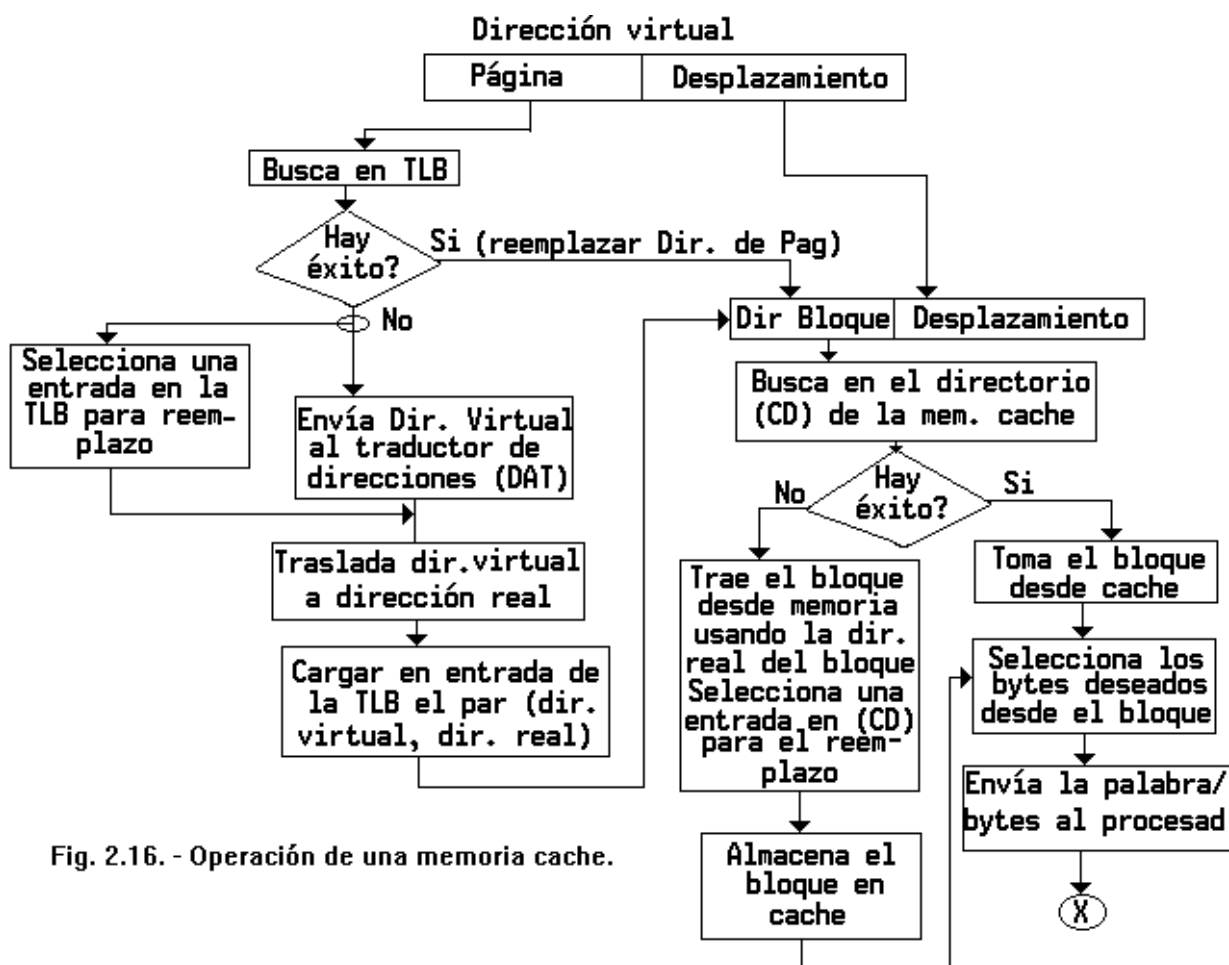 Dirección virtual
Página
Desplazamiento
Busca en TLB
Hay
éxito?
Si (reemplazar Dir. de Pag)
No
Selecciona una
entrada en la
TLB para reem-
plazo
Envía Dir. Virtual
al traductor de
direcciones (DAT)
Traslada dir.virtual
a dirección real
Cargar en entrada de
la TLB el par (dir.
virtual, dir. real)
Dir Bloque
Desplazamiento
Busca en el directorio
(CD) de la mem. cache
Hay
éxito?
No
Si
Trae el bloque
desde memoria
usando la dir.
real del bloque
Selecciona una
entrada en (CD)
para el reem-
plazo
Almacena el
bloque en
cache
Toma el bloque
desde cache
Selecciona los
bytes deseados
desde el bloque
Envía la palabra/
bytes al procesad
X
Fig. 2.16. - Operación de una memoria cache.